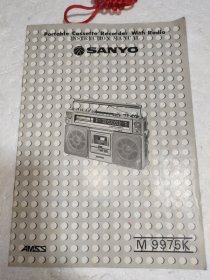 Portable Cassette Recorder With Radio
INSTRUCTION MANUAL
SANYO
AMSS
M 9975K